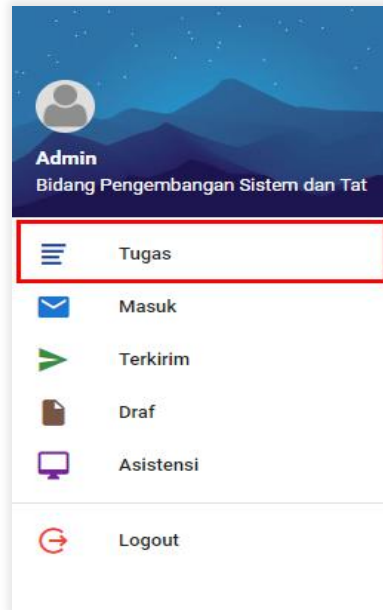 Admin
Bidang Pengembangan Sistem dan Tat
Tugas
Masuk
Terkirim
Draf
Asistensi
Logout